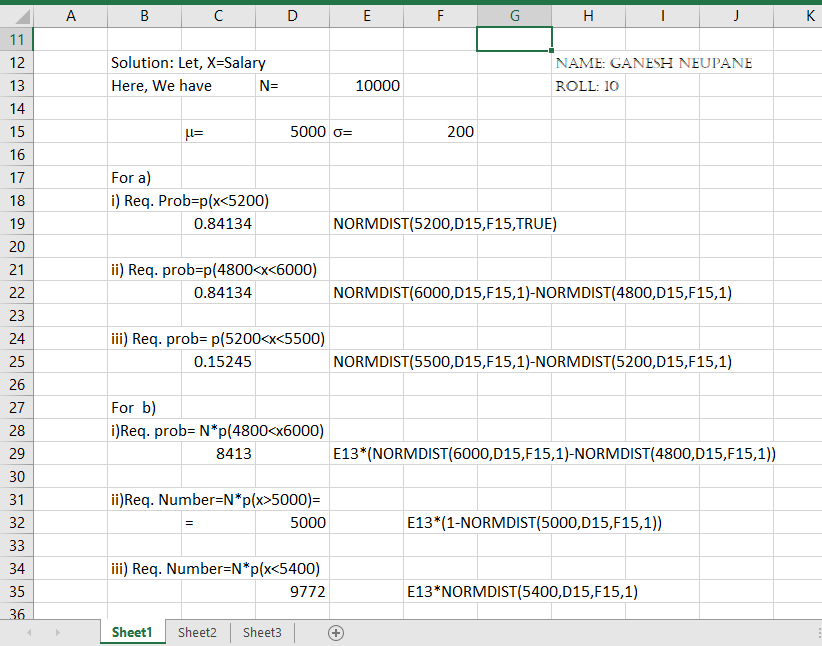 A B C D E F G H I J K
11
12 Solution: Let, X=Salary NAME: GANESH NEUPANE
13 Here, We have N= 10000 ROLL: 10
14
15 μ= 5000 σ= 200
16
17 For a)
18 i) Req. Prob=p(x<5200)
19 0.84134 NORMDIST(5200,D15,F15,TRUE)
20
21 ii) Req. prob=p(4800<x<6000)
22 0.84134 NORMDIST(6000,D15,F15,1)-NORMDIST(4800,D15,F15,1)
23
24 iii) Req. prob= p(5200<x<5500)
25 0.15245 NORMDIST(5500,D15,F15,1)-NORMDIST(5200,D15,F15,1)
26
27 For b)
28 i)Req. prob= N*p(4800<x6000)
29 8413 E13*(NORMDIST(6000,D15,F15,1)-NORMDIST(4800,D15,F15,1))
30
31 ii)Req. Number=N*p(x>5000)=
32 = 5000 E13*(1-NORMDIST(5000,D15,F15,1))
33
34 iii) Req. Number=N*p(x<5400)
35 9772 E13*NORMDIST(5400,D15,F15,1)
36
Sheet1 Sheet2 Sheet3